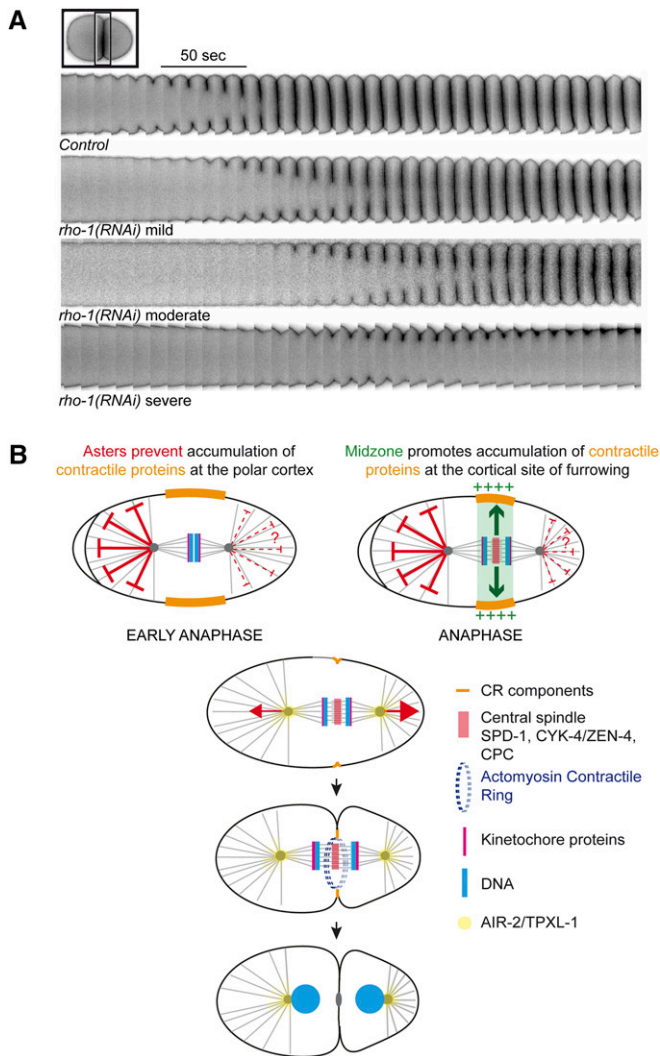 A
50 sec
Control
rho-1(RNAi) mild
rho-1(RNAi) moderate
rho-1(RNAi) severe
B
Asters prevent accumulation of
contractile proteins at the polar cortex
Midzone promotes accumulation of contractile
proteins at the cortical site of furrowing
++++
?
?
++++
EARLY ANAPHASE
ANAPHASE
CR components
Central spindle
SPD-1, CYK-4/ZEN-4,
CPC
Actomyosin Contractile
Ring
Kinetochore proteins
DNA
AIR-2/TPXL-1